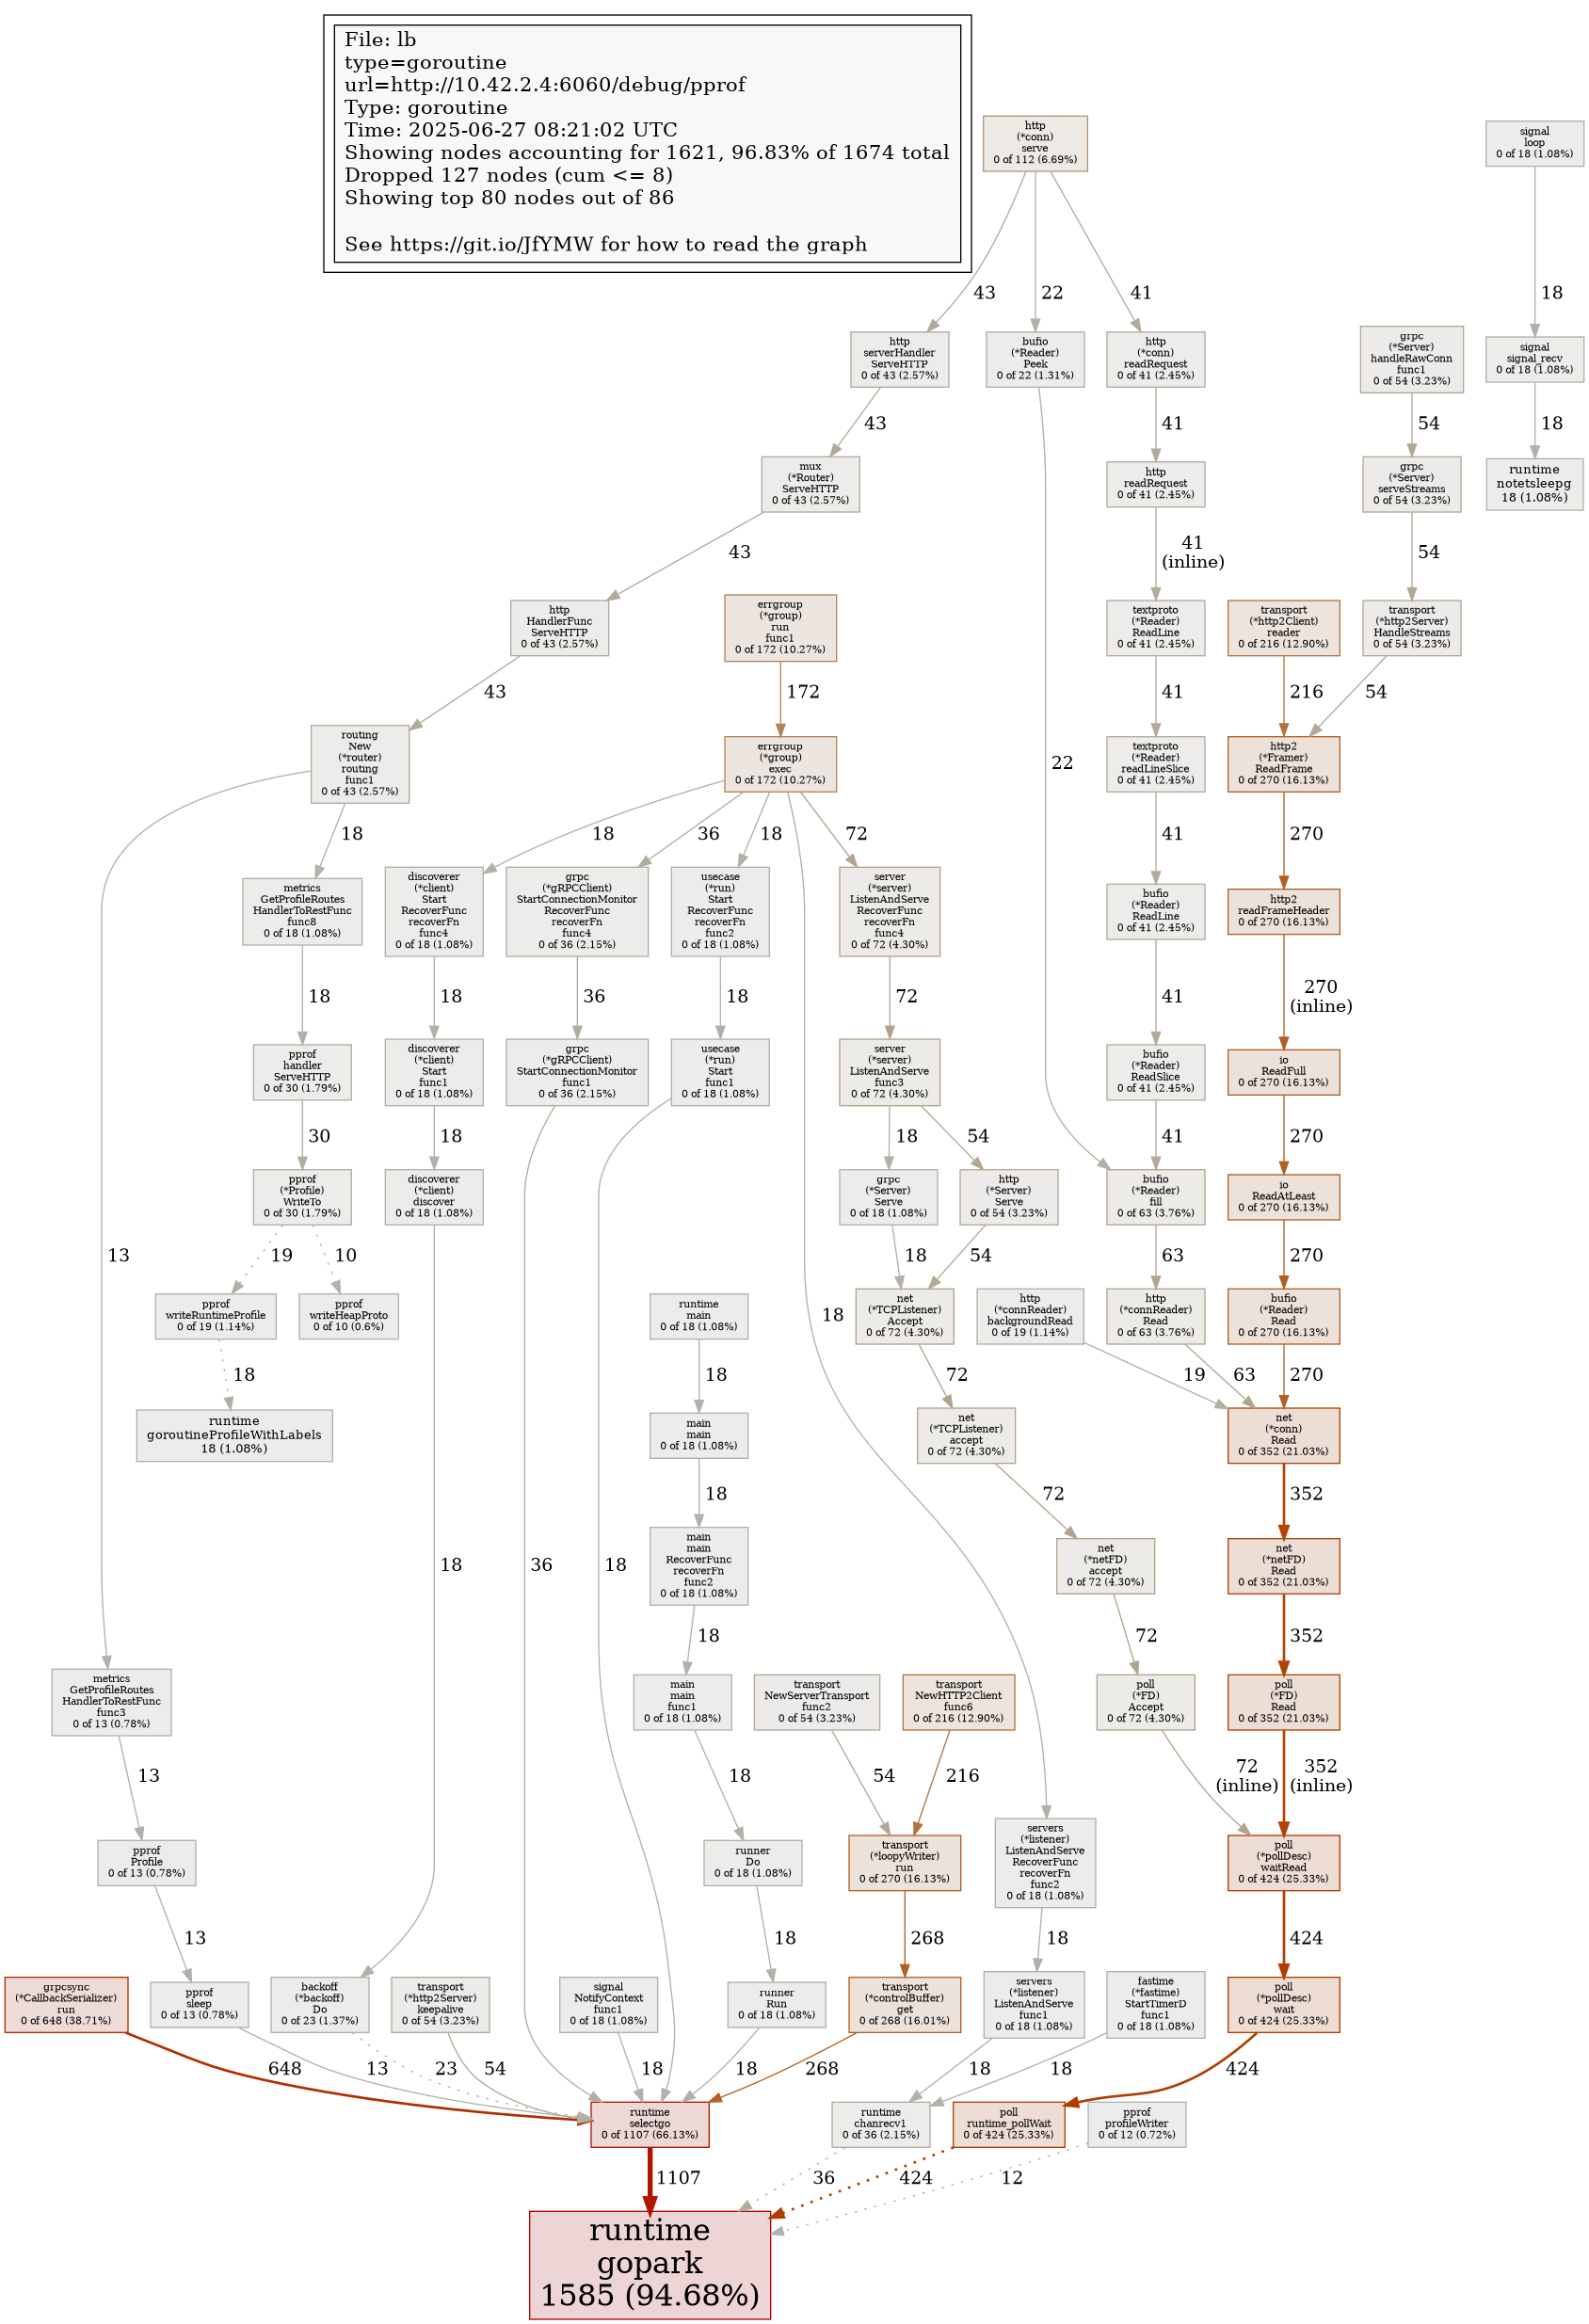 File: lb
type=goroutine
url=http://10.42.2.4:6060/debug/pprof
Type: goroutine
Time: 2025-06-27 08:21:02 UTC
Showing nodes accounting for 1621, 96.83% of 1674 total
Dropped 127 nodes (cum <= 8)
Showing top 80 nodes out of 86
See https://git.io/JfYMW for how to read the graph
http
(*conn)
serve
0 of 112 (6.69%)
signal
loop
0 of 18 (1.08%)
43
22
41
18
http
serverHandler
ServeHTTP
0 of 43 (2.57%)
bufio
(*Reader)
Peek
0 of 22 (1.31%)
http
(*conn)
readRequest
0 of 41 (2.45%)
grpc
(*Server)
handleRawConn
func1
0 of 54 (3.23%)
signal
signal_recv
0 of 18 (1.08%)
43
41
54
18
mux
(*Router)
ServeHTTP
0 of 43 (2.57%)
http
readRequest
0 of 41 (2.45%)
grpc
(*Server)
serveStreams
0 of 54 (3.23%)
runtime
notetsleepg
18 (1.08%)
43
41
(inline)
54
http
HandlerFunc
ServeHTTP
0 of 43 (2.57%)
errgroup
(*group)
run
func1
0 of 172 (10.27%)
textproto
(*Reader)
ReadLine
0 of 41 (2.45%)
transport
(*http2Client)
reader
0 of 216 (12.90%)
transport
(*http2Server)
HandleStreams
0 of 54 (3.23%)
43
172
41
216
54
routing
New
(*router)
routing
func1
0 of 43 (2.57%)
errgroup
(*group)
exec
0 of 172 (10.27%)
22
textproto
(*Reader)
readLineSlice
0 of 41 (2.45%)
http2
(*Framer)
ReadFrame
0 of 270 (16.13%)
18
18
36
18
72
41
270
metrics
GetProfileRoutes
HandlerToRestFunc
func8
0 of 18 (1.08%)
discoverer
(*client)
Start
RecoverFunc
recoverFn
func4
0 of 18 (1.08%)
grpc
(*gRPCClient)
StartConnectionMonitor
RecoverFunc
recoverFn
func4
0 of 36 (2.15%)
usecase
(*run)
Start
RecoverFunc
recoverFn
func2
0 of 18 (1.08%)
server
(*server)
ListenAndServe
RecoverFunc
recoverFn
func4
0 of 72 (4.30%)
bufio
(*Reader)
ReadLine
0 of 41 (2.45%)
http2
readFrameHeader
0 of 270 (16.13%)
18
18
36
18
72
41
270
(inline)
pprof
handler
ServeHTTP
0 of 30 (1.79%)
discoverer
(*client)
Start
func1
0 of 18 (1.08%)
grpc
(*gRPCClient)
StartConnectionMonitor
func1
0 of 36 (2.15%)
usecase
(*run)
Start
func1
0 of 18 (1.08%)
server
(*server)
ListenAndServe
func3
0 of 72 (4.30%)
bufio
(*Reader)
ReadSlice
0 of 41 (2.45%)
io
ReadFull
0 of 270 (16.13%)
30
18
18
54
41
270
pprof
(*Profile)
WriteTo
0 of 30 (1.79%)
discoverer
(*client)
discover
0 of 18 (1.08%)
grpc
(*Server)
Serve
0 of 18 (1.08%)
http
(*Server)
Serve
0 of 54 (3.23%)
bufio
(*Reader)
fill
0 of 63 (3.76%)
io
ReadAtLeast
0 of 270 (16.13%)
13
19
10
18
54
63
270
pprof
writeRuntimeProfile
0 of 19 (1.14%)
pprof
writeHeapProto
0 of 10 (0.6%)
runtime
main
0 of 18 (1.08%)
18
net
(*TCPListener)
Accept
0 of 72 (4.30%)
http
(*connReader)
backgroundRead
0 of 19 (1.14%)
http
(*connReader)
Read
0 of 63 (3.76%)
bufio
(*Reader)
Read
0 of 270 (16.13%)
18
18
72
19
63
270
runtime
goroutineProfileWithLabels
18 (1.08%)
main
main
0 of 18 (1.08%)
net
(*TCPListener)
accept
0 of 72 (4.30%)
net
(*conn)
Read
0 of 352 (21.03%)
18
72
352
18
36
18
main
main
RecoverFunc
recoverFn
func2
0 of 18 (1.08%)
net
(*netFD)
accept
0 of 72 (4.30%)
net
(*netFD)
Read
0 of 352 (21.03%)
18
72
352
metrics
GetProfileRoutes
HandlerToRestFunc
func3
0 of 13 (0.78%)
main
main
func1
0 of 18 (1.08%)
transport
NewServerTransport
func2
0 of 54 (3.23%)
transport
NewHTTP2Client
func6
0 of 216 (12.90%)
poll
(*FD)
Accept
0 of 72 (4.30%)
poll
(*FD)
Read
0 of 352 (21.03%)
13
18
54
216
72
(inline)
352
(inline)
pprof
Profile
0 of 13 (0.78%)
runner
Do
0 of 18 (1.08%)
transport
(*loopyWriter)
run
0 of 270 (16.13%)
servers
(*listener)
ListenAndServe
RecoverFunc
recoverFn
func2
0 of 18 (1.08%)
poll
(*pollDesc)
waitRead
0 of 424 (25.33%)
13
18
268
18
424
grpcsync
(*CallbackSerializer)
run
0 of 648 (38.71%)
pprof
sleep
0 of 13 (0.78%)
backoff
(*backoff)
Do
0 of 23 (1.37%)
transport
(*http2Server)
keepalive
0 of 54 (3.23%)
signal
NotifyContext
func1
0 of 18 (1.08%)
runner
Run
0 of 18 (1.08%)
transport
(*controlBuffer)
get
0 of 268 (16.01%)
servers
(*listener)
ListenAndServe
func1
0 of 18 (1.08%)
fastime
(*fastime)
StartTimerD
func1
0 of 18 (1.08%)
poll
(*pollDesc)
wait
0 of 424 (25.33%)
648
13
23
54
18
18
268
18
18
424
runtime
selectgo
0 of 1107 (66.13%)
runtime
chanrecv1
0 of 36 (2.15%)
poll
runtime_pollWait
0 of 424 (25.33%)
pprof
profileWriter
0 of 12 (0.72%)
1107
36
424
12
runtime
gopark
1585 (94.68%)